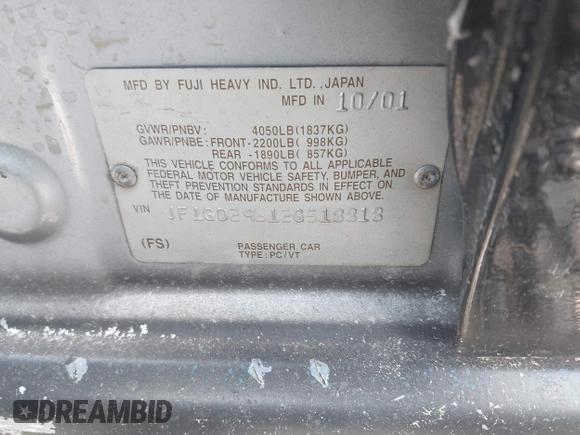 MFD BY FUJI HEAVY IND. LTD., JAPAN
MFD IN 10/01
GVWR/PNBV: 4050LB(1837KG)
GAWR/PNBE: FRONT-2200LB( 998KG)
REAR -1890LB( 857KG)
THIS VEHICLE CONFORMS TO ALL APPLICABLE
FEDERAL MOTOR VEHICLE SAFETY, BUMPER, AND
THEFT PREVENTION STANDARDS IN EFFECT ON
THE DATE OF MANUFACTURE SHOWN ABOVE.
VIN
(FS)
PASSENGER CAR
TYPE:PC/VT
DREAMBID